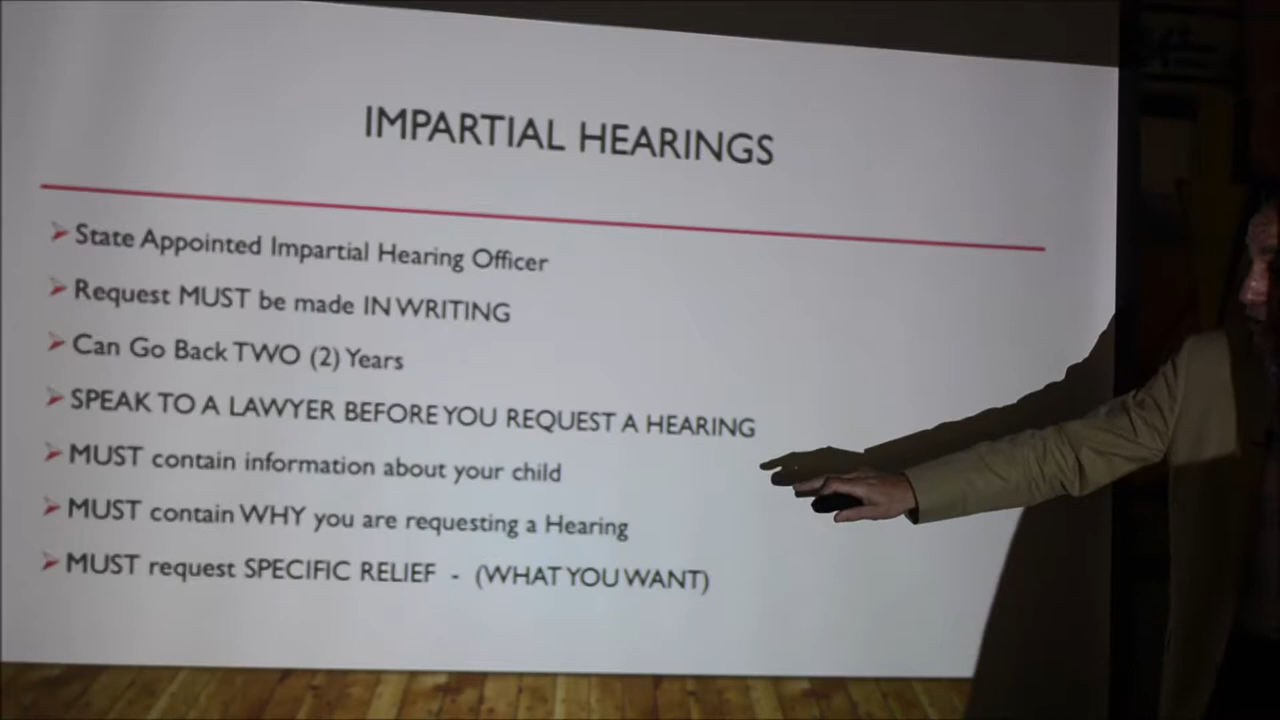 IMPARTIAL HEARINGS
State Appointed Impartial Hearing Officer
Request MUST be made IN WRITING
Can Go Back TWO (2) Years
SPEAK TO A LAWYER BEFORE YOU REQUEST A HEARING
MUST contain information about your child
MUST contain WHY you are requesting a Hearing
MUST request SPECIFIC RELIEF - (WHAT YOU WANT)